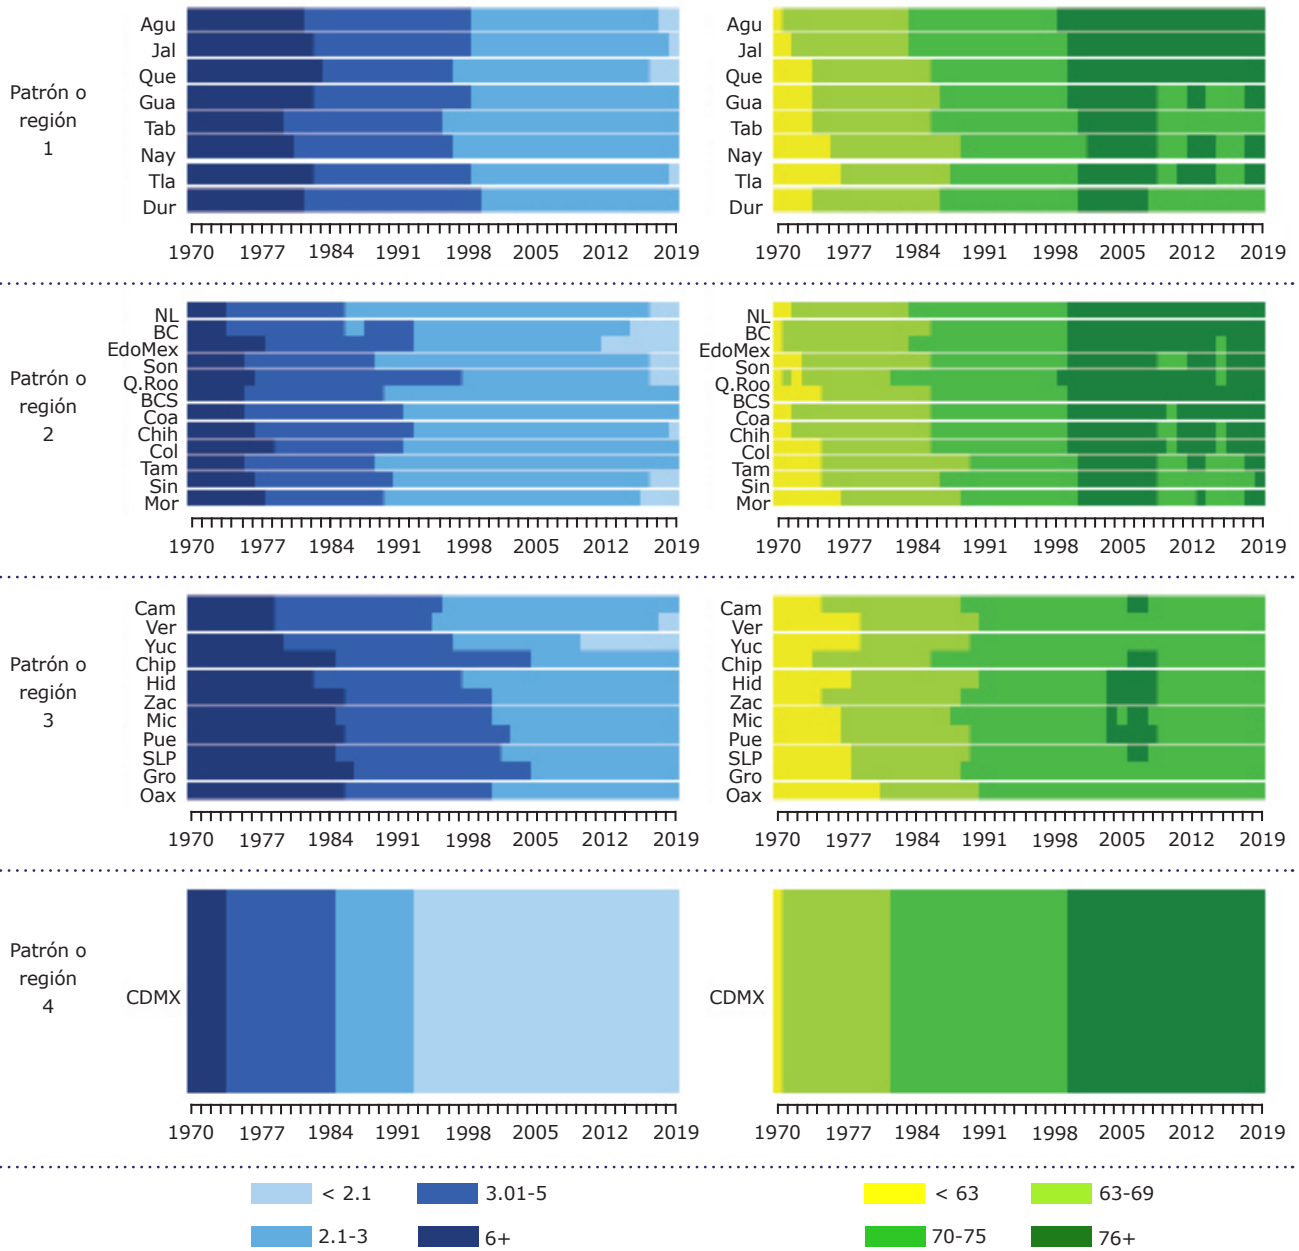 Patrón o
región
1
Agu
Jal
Que
Gua
Tab
Nay
Tla
Dur
1970 1977 1984 1991 1998 2005 2012 2019
Agu
Jal
Que
Gua
Tab
Nay
Tla
Dur
1970 1977 1984 1991 1998 2005 2012 2019
Patrón o
región
2
NL
BC
EdoMex
Son
Q.Roo
BCS
Coa
Chih
Col
Tam
Sin
Mor
1970 1977 1984 1991 1998 2005 2012 2019
NL
BC
EdoMex
Son
Q.Roo
BCS
Coa
Chih
Col
Tam
Sin
Mor
1970 1977 1984 1991 1998 2005 2012 2019
Patrón o
región
3
Cam
Ver
Yuc
Chip
Hid
Zac
Mic
Pue
SLP
Gro
Oax
1970 1977 1984 1991 1998 2005 2012 2019
Cam
Ver
Yuc
Chip
Hid
Zac
Mic
Pue
SLP
Gro
Oax
1970 1977 1984 1991 1998 2005 2012 2019
Patrón o
región
4
CDMX
1970 1977 1984 1991 1998 2005 2012 2019
CDMX
1970 1977 1984 1991 1998 2005 2012 2019
< 2.1 3.01-5
2.1-3 6+
< 63 63-69
70-75 76+